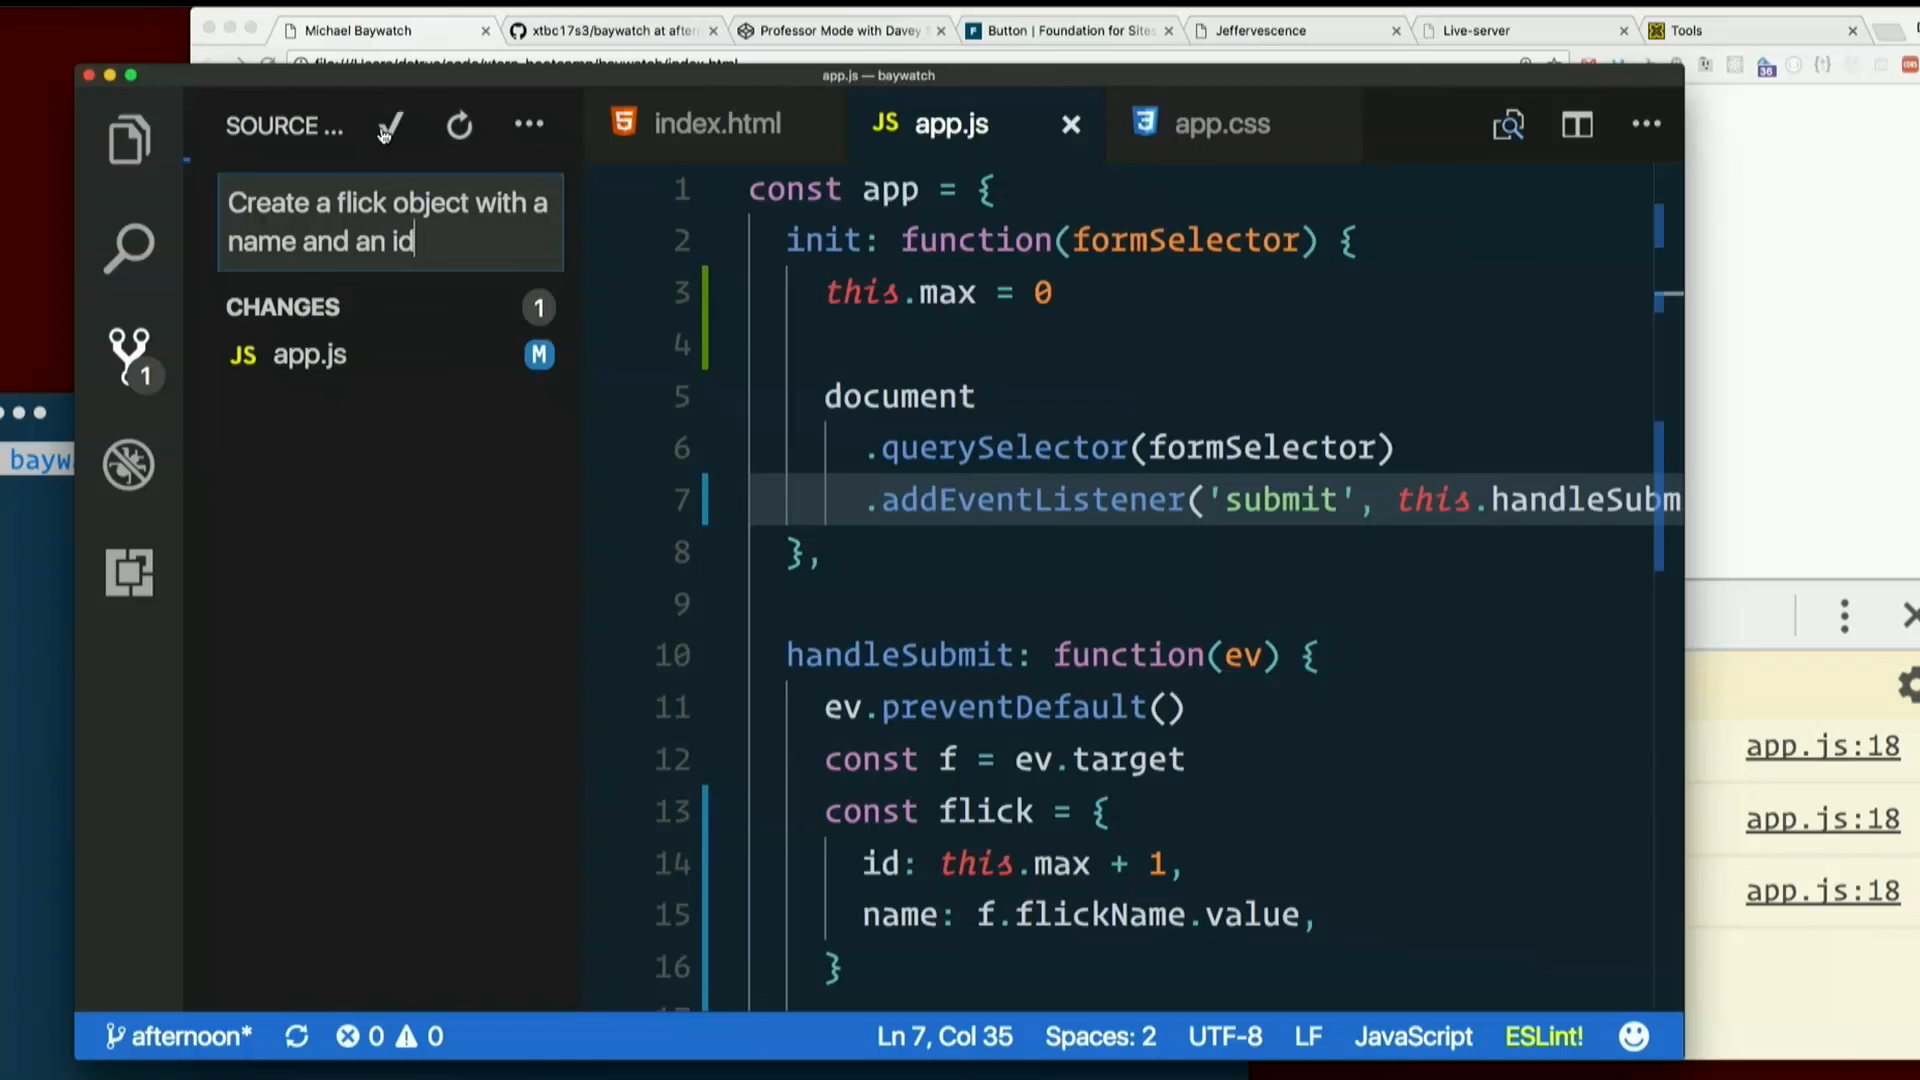 Michael Baywatch
xtbc17s3/baywatch at after
Professor Mode with Davey
Button | Foundation for Sites
Jeffervescence
Live-server
Tools
36
app.js — baywatch
SOURCE ...
index.html
JS app.js
app.css
Create a flick object with a
name and an id
CHANGES 1
JS app.js M
1
bayw
1 const app = {
2 init: function(formSelector) {
3 this.max = 0
4
5 document
6 .querySelector(formSelector)
7 .addEventListener('submit', this.handleSubm
8 },
9
10 handleSubmit: function(ev) {
11 ev.preventDefault()
12 const f = ev.target
13 const flick = {
14 id: this.max + 1,
15 name: f.flickName.value,
16 }
app.js:18
app.js:18
app.js:18
afternoon* 0 0 Ln 7, Col 35 Spaces: 2 UTF-8 LF JavaScript ESLint!